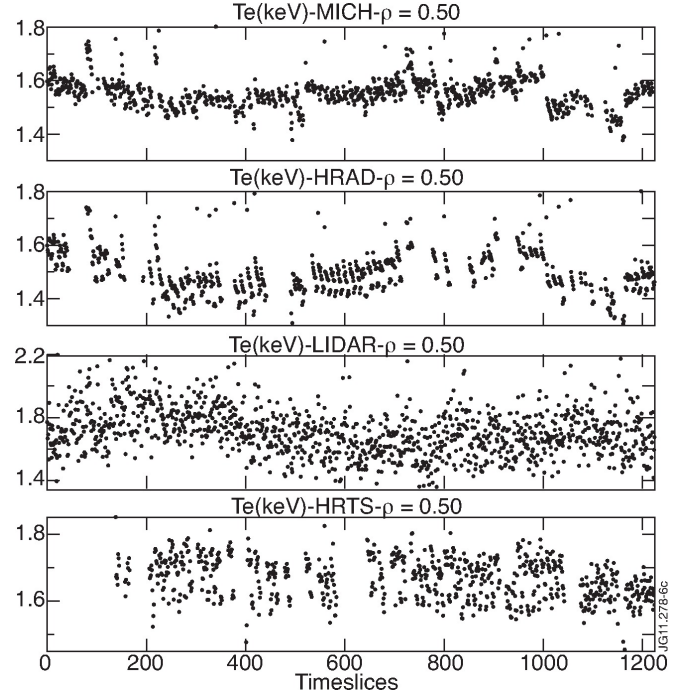 Te(keV)-MICH-ρ = 0.50
1.8
1.6
1.4
Te(keV)-HRAD-ρ = 0.50
1.8
1.6
1.4
Te(keV)-LIDAR-ρ = 0.50
2.2
1.8
1.4
Te(keV)-HRTS-ρ = 0.50
1.8
1.6
JG11.278-6c
0 200 400 600 800 1000 1200
Timeslices